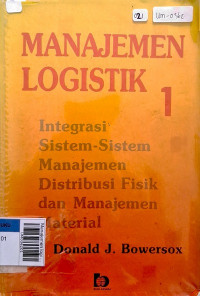 MANAJEMEN
LOGISTIK 1
Integrasi
Sistem-Sistem
Manajemen
Distribusi Fisik
dan Manajemen
Material
Donald J. Bowersox